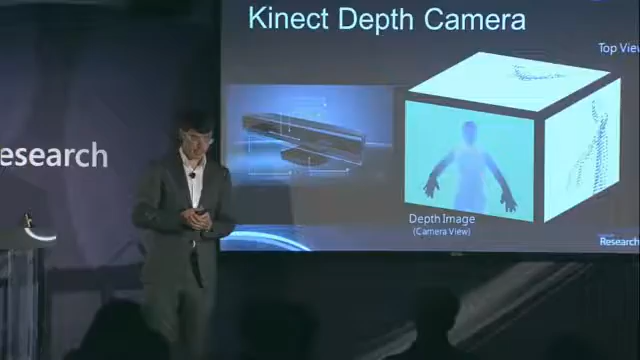 Kinect Depth Camera
Top View
esearch
Depth Image
(Camera View)
Research